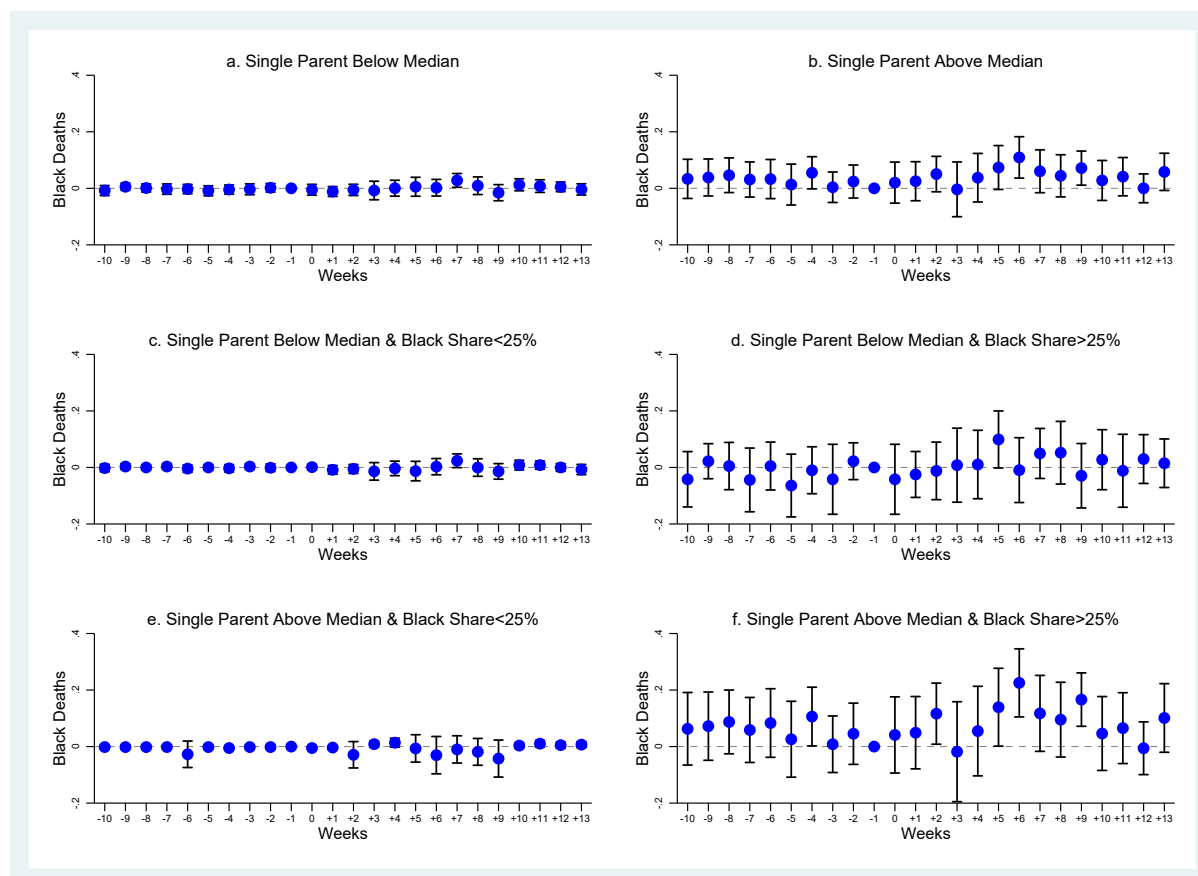 a. Single Parent Below Median
.4
.2
0
-.2
Black Deaths
-10 -9 -8 -7 -6 -5 -4 -3 -2 -1 0 +1 +2 +3 +4 +5 +6 +7 +8 +9 +10 +11 +12 +13
Weeks
b. Single Parent Above Median
.4
.2
0
-.2
Black Deaths
-10 -9 -8 -7 -6 -5 -4 -3 -2 -1 0 +1 +2 +3 +4 +5 +6 +7 +8 +9 +10 +11 +12 +13
Weeks
c. Single Parent Below Median & Black Share<25%
.4
.2
0
-.2
Black Deaths
-10 -9 -8 -7 -6 -5 -4 -3 -2 -1 0 +1 +2 +3 +4 +5 +6 +7 +8 +9 +10 +11 +12 +13
Weeks
d. Single Parent Below Median & Black Share>25%
.4
.2
0
-.2
Black Deaths
-10 -9 -8 -7 -6 -5 -4 -3 -2 -1 0 +1 +2 +3 +4 +5 +6 +7 +8 +9 +10 +11 +12 +13
Weeks
e. Single Parent Above Median & Black Share<25%
.4
.2
0
-.2
Black Deaths
-10 -9 -8 -7 -6 -5 -4 -3 -2 -1 0 +1 +2 +3 +4 +5 +6 +7 +8 +9 +10 +11 +12 +13
Weeks
f. Single Parent Above Median & Black Share>25%
.4
.2
0
-.2
Black Deaths
-10 -9 -8 -7 -6 -5 -4 -3 -2 -1 0 +1 +2 +3 +4 +5 +6 +7 +8 +9 +10 +11 +12 +13
Weeks